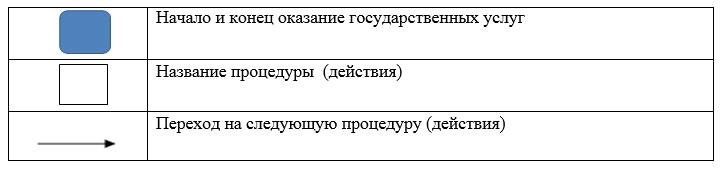 Начало и конец оказание государственных услуг
Название процедуры (действия)
Переход на следующую процедуру (действия)